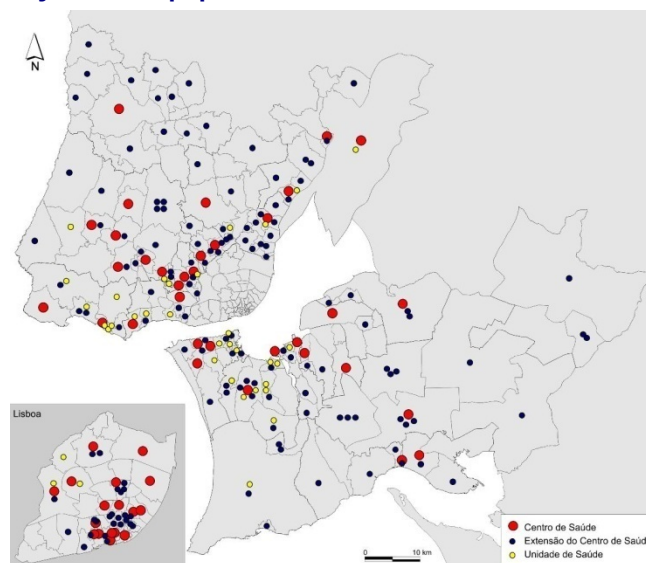 N
Lisboa
Centro de Saúde
Extensão do Centro de Saúd
Unidade de Saúde
0 10 km